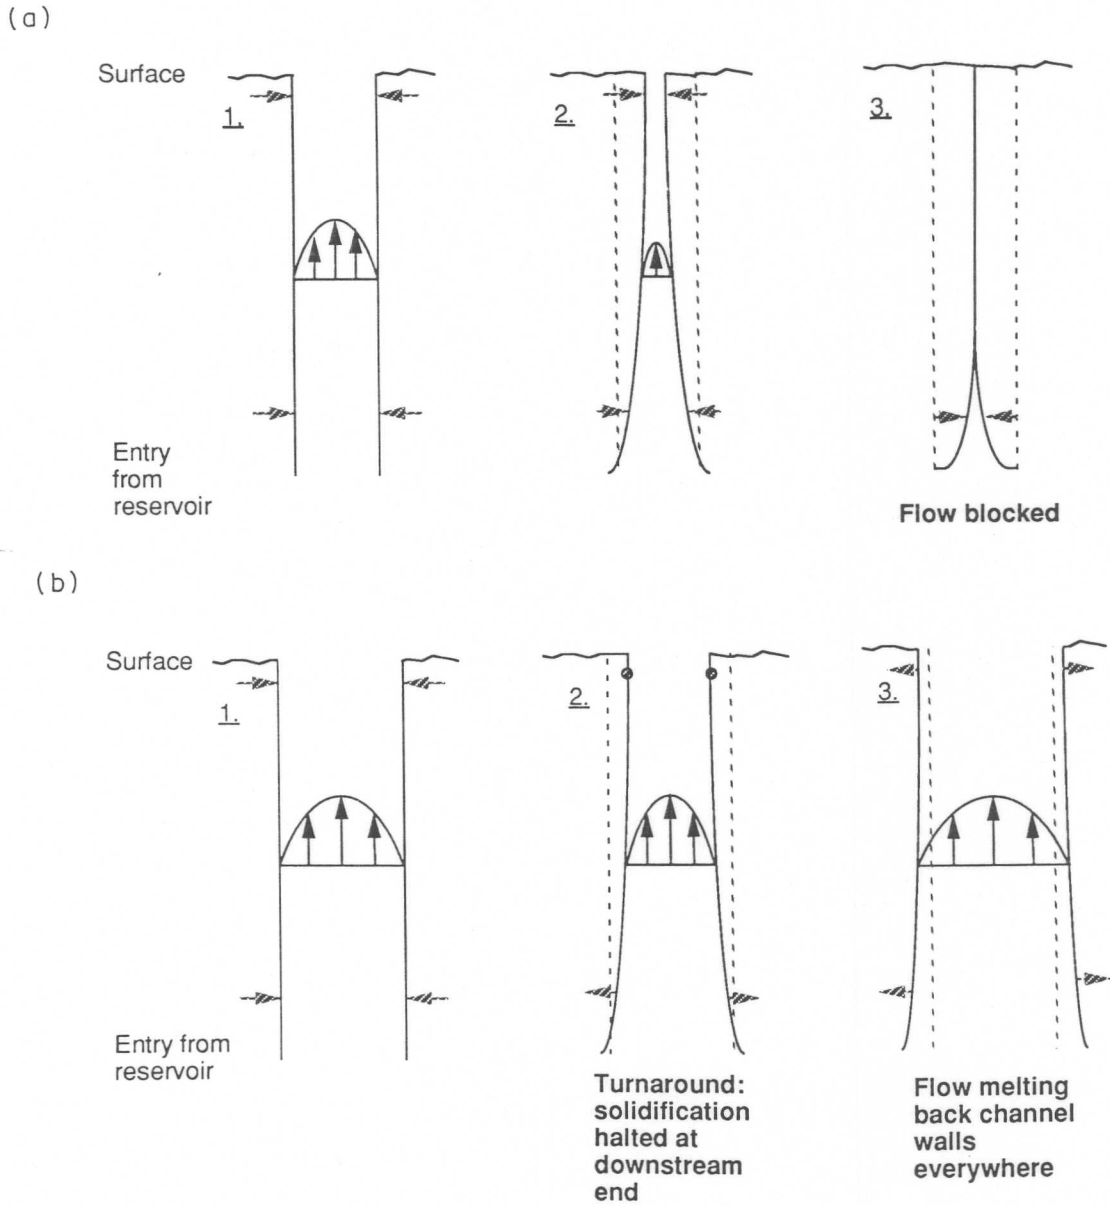 (a)
Surface
1.
2.
3.
Entry
from
reservoir
Flow blocked
(b)
Surface
1.
2.
3.
Entry from
reservoir
Turnaround:
solidification
halted at
downstream
end
Flow melting
back channel
walls
everywhere